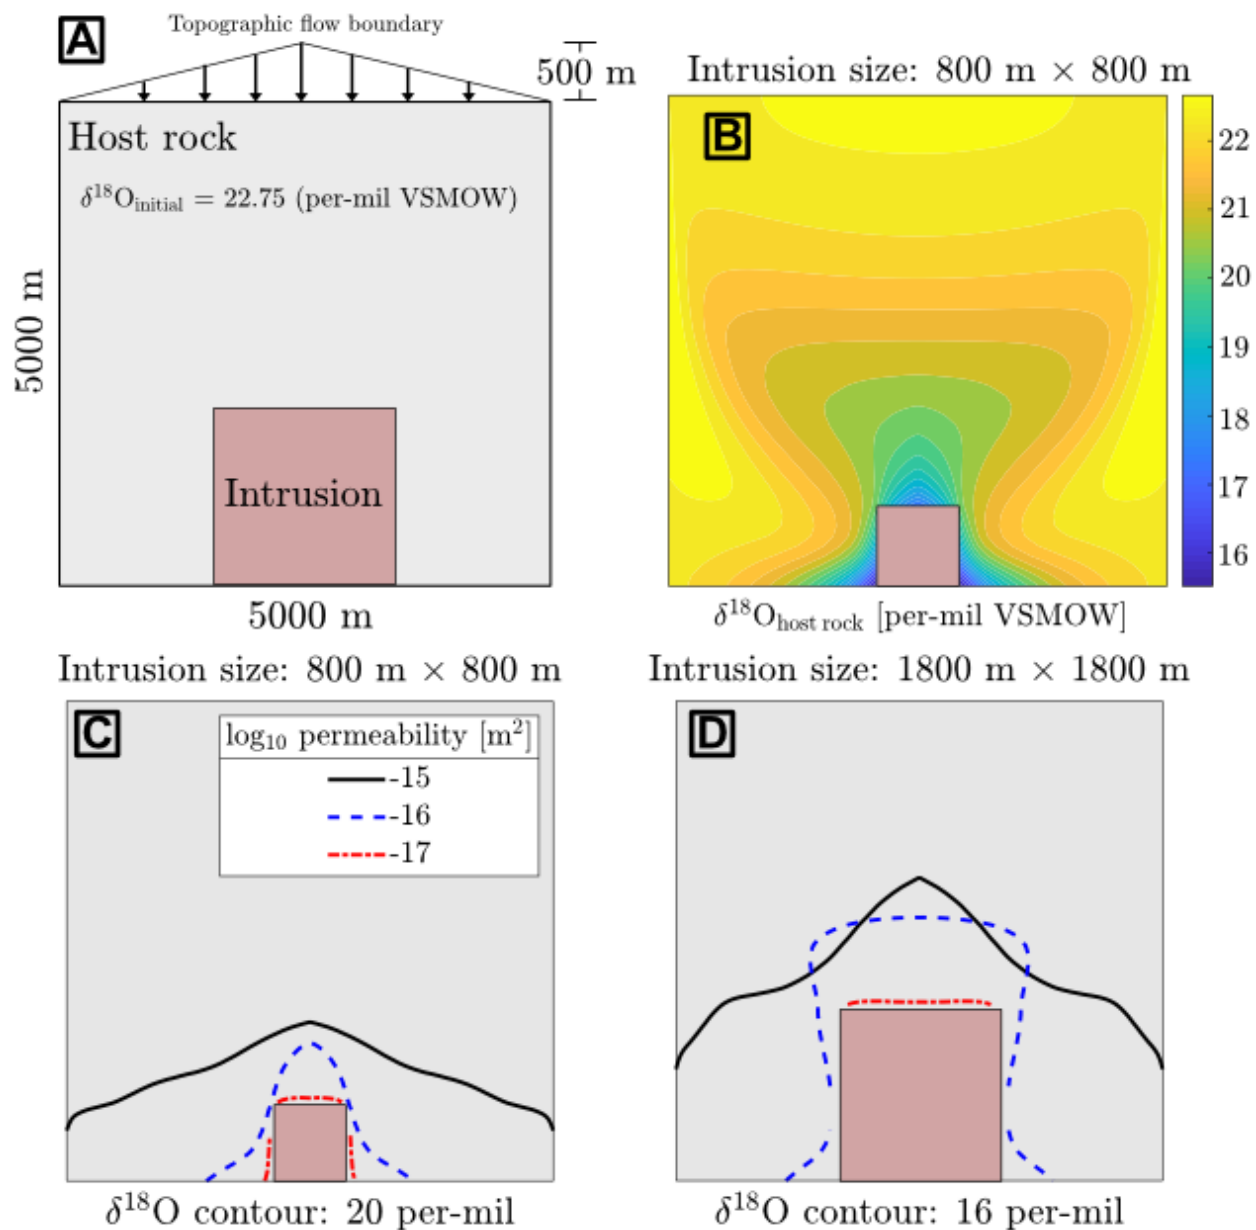 A
Topographic flow boundary
500 m
Host rock
δ¹⁸O_initial = 22.75 (per-mil VSMOW)
5000 m
Intrusion
5000 m
Intrusion size: 800 m × 800 m
B
22
21
20
19
18
17
16
δ¹⁸O_host rock [per-mil VSMOW]
Intrusion size: 800 m × 800 m
C
log₁₀ permeability [m²]
-15
-16
-17
δ¹⁸O contour: 20 per-mil
Intrusion size: 1800 m × 1800 m
D
δ¹⁸O contour: 16 per-mil